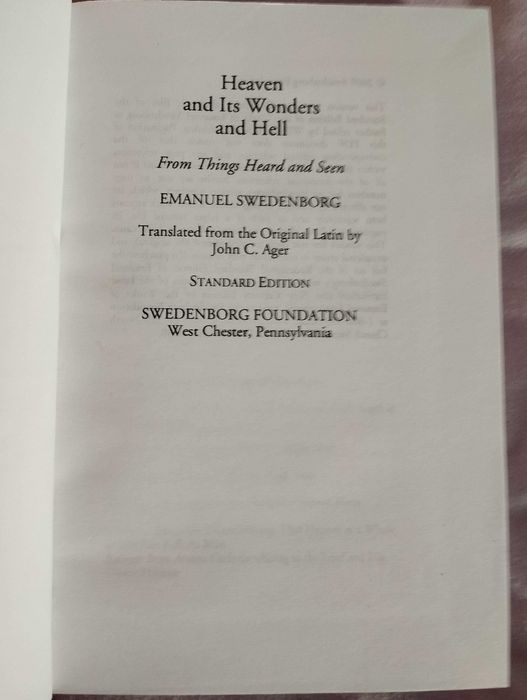 Heaven
and Its Wonders
and Hell
From Things Heard and Seen
EMANUEL SWEDENBORG
Translated from the Original Latin by
John C. Ager
STANDARD EDITION
SWEDENBORG FOUNDATION
West Chester, Pennsylvania